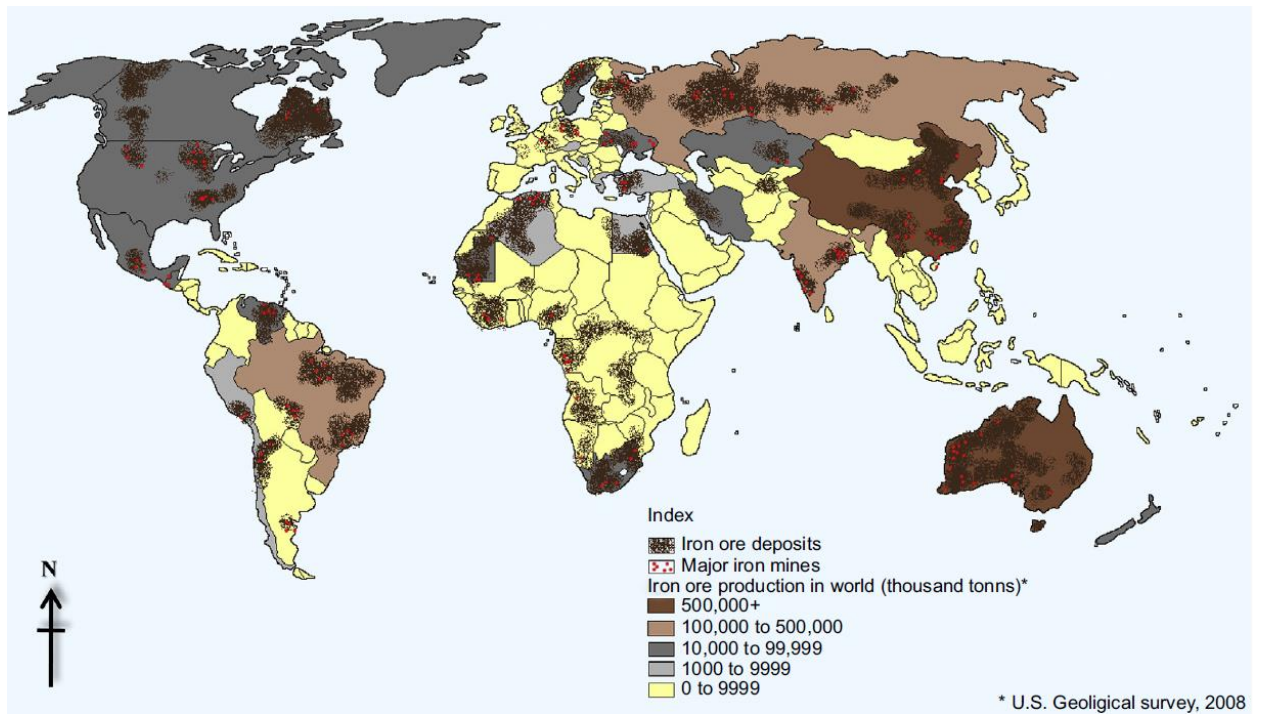 N
Index
Iron ore deposits
Major iron mines
Iron ore production in world (thousand tonns)*
500,000+
100,000 to 500,000
10,000 to 99,999
1000 to 9999
0 to 9999
* U.S. Geoligical survey, 2008